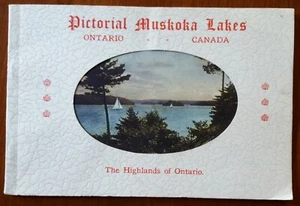 Pictorial Muskoka Lakes
ONTARIO - CANADA
The Highlands of Ontario.